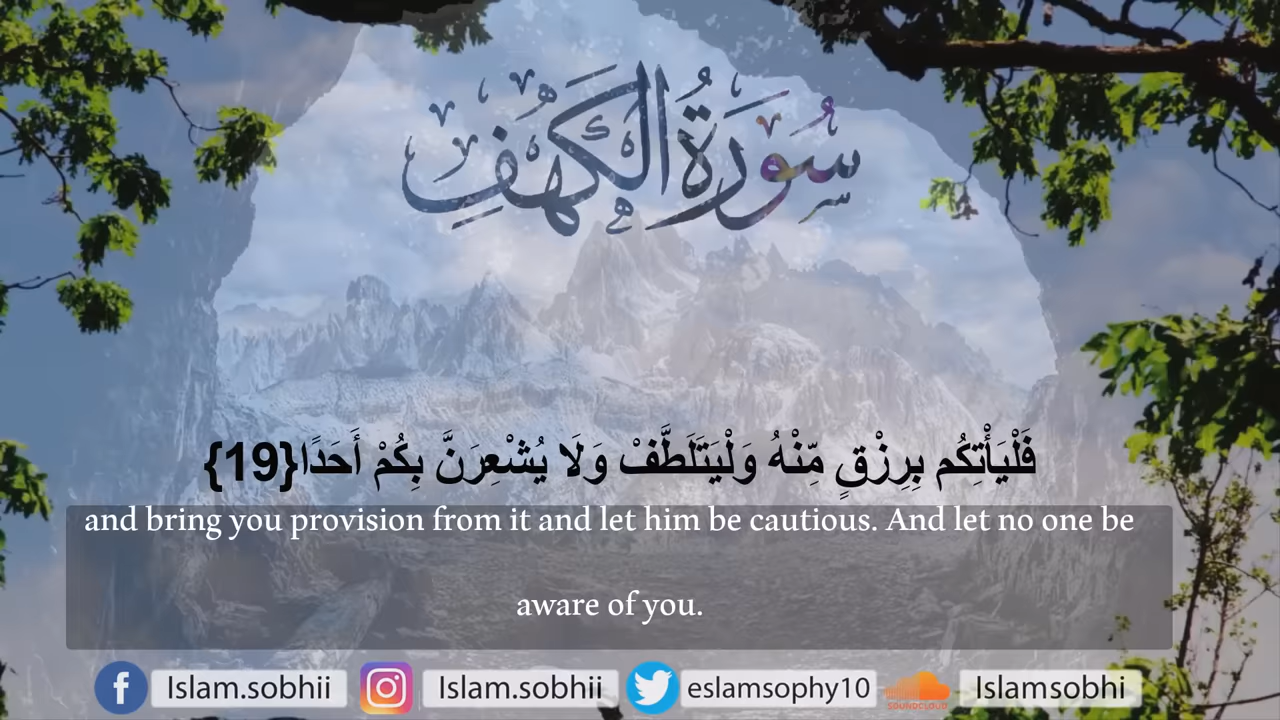 سُورَةُ الكَهْفِ
فَلْيَأْتِكُم بِرِزْقٍ مِّنْهُ وَلْيَتَلَطَّفْ وَلَا يُشْعِرَنَّ بِكُمْ أَحَدًا{19}
and bring you provision from it and let him be cautious. And let no one be
aware of you.
Islam.sobhii Islam.sobhii eslamsophy10 SOUNDCLOUD Islamsobhi